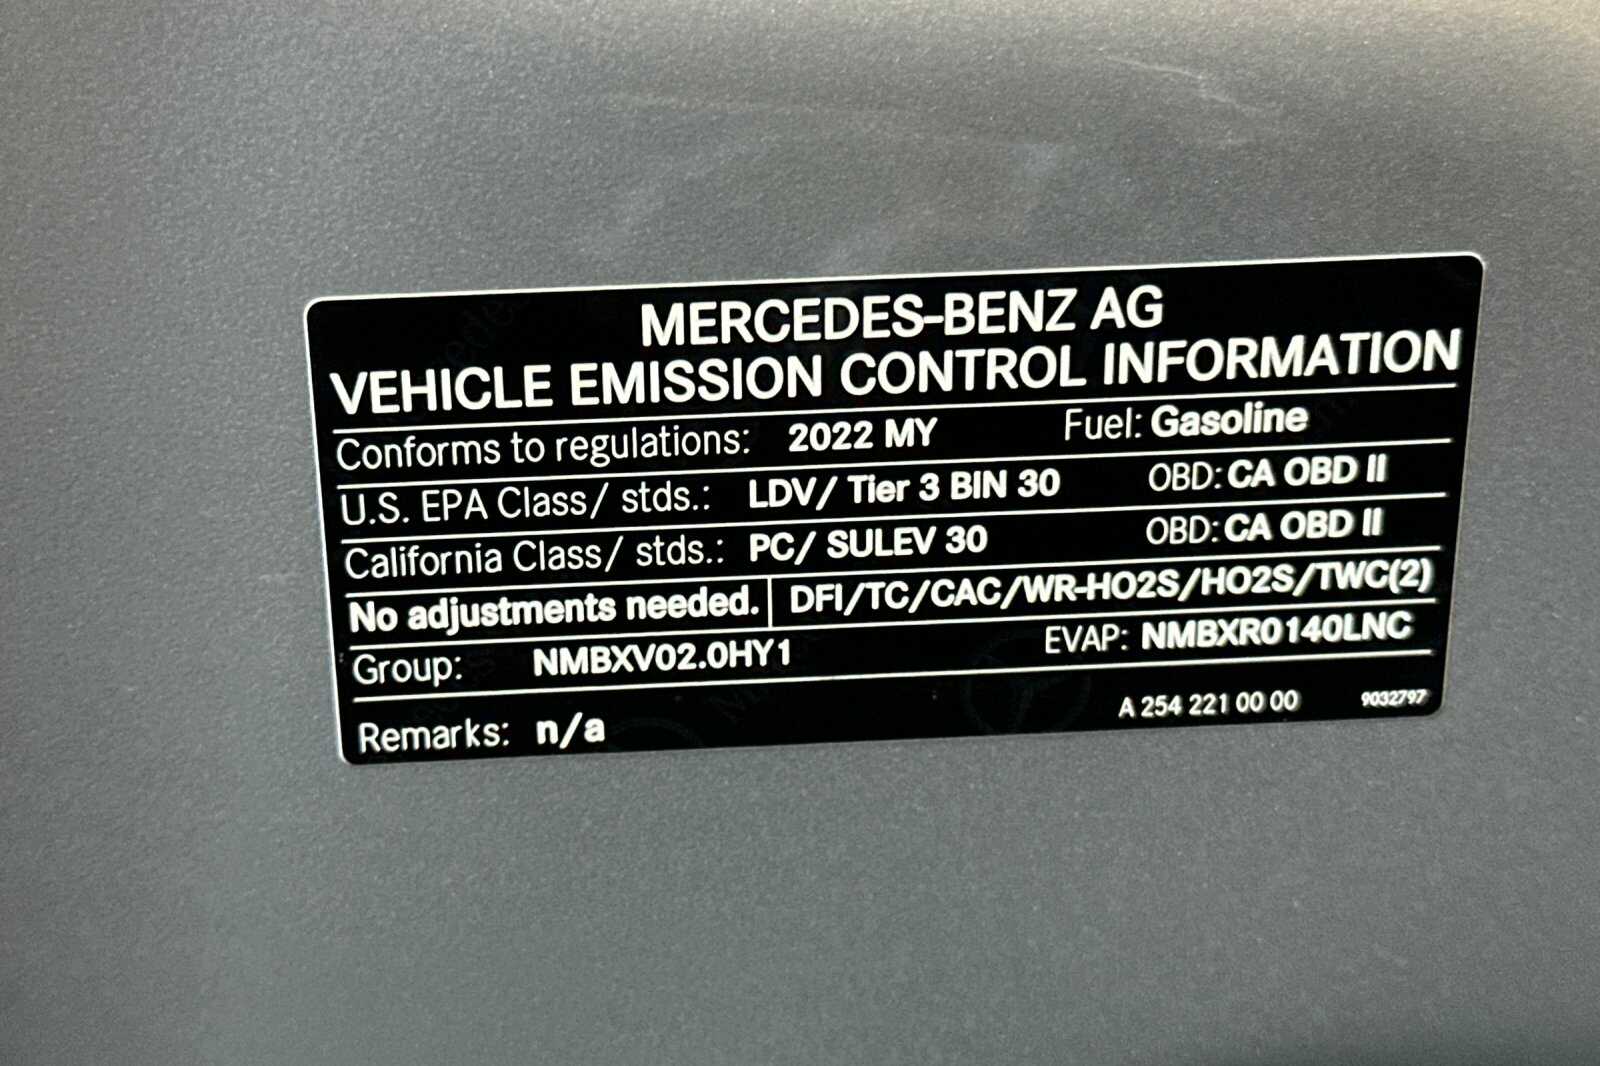 MERCEDES-BENZ AG
VEHICLE EMISSION CONTROL INFORMATION
Conforms to regulations: 2022 MY Fuel: Gasoline
U.S. EPA Class/ stds.: LDV/ Tier 3 BIN 30 OBD: CA OBD II
California Class/ stds.: PC/ SULEV 30 OBD: CA OBD II
No adjustments needed. DFI/TC/CAC/WR-HO2S/HO2S/TWC(2)
Group: NMBXV02.0HY1 EVAP: NMBXR0140LNC
Remarks: n/a A 254 221 00 00 9032797